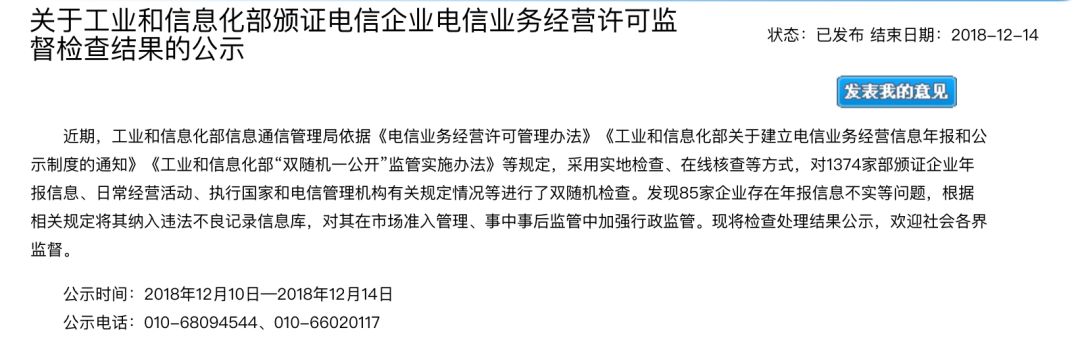 关于工业和信息化部颁证电信企业电信业务经营许可监
督检查结果的公示
状态：已发布 结束日期：2018-12-14
发表我的意见
近期，工业和信息化部信息通信管理局依据《电信业务经营许可管理办法》《工业和信息化部关于建立电信业务经营信息年报和公
示制度的通知》《工业和信息化部“双随机一公开”监管实施办法》等规定，采用实地检查、在线核查等方式，对1374家部颁证企业年
报信息、日常经营活动、执行国家和电信管理机构有关规定情况等进行了双随机检查。发现85家企业存在年报信息不实等问题，根据
相关规定将其纳入违法不良记录信息库，对其在市场准入管理、事中事后监管中加强行政监管。现将检查处理结果公示，欢迎社会各界
监督。
公示时间：2018年12月10日—2018年12月14日
公示电话：010-68094544、010-66020117